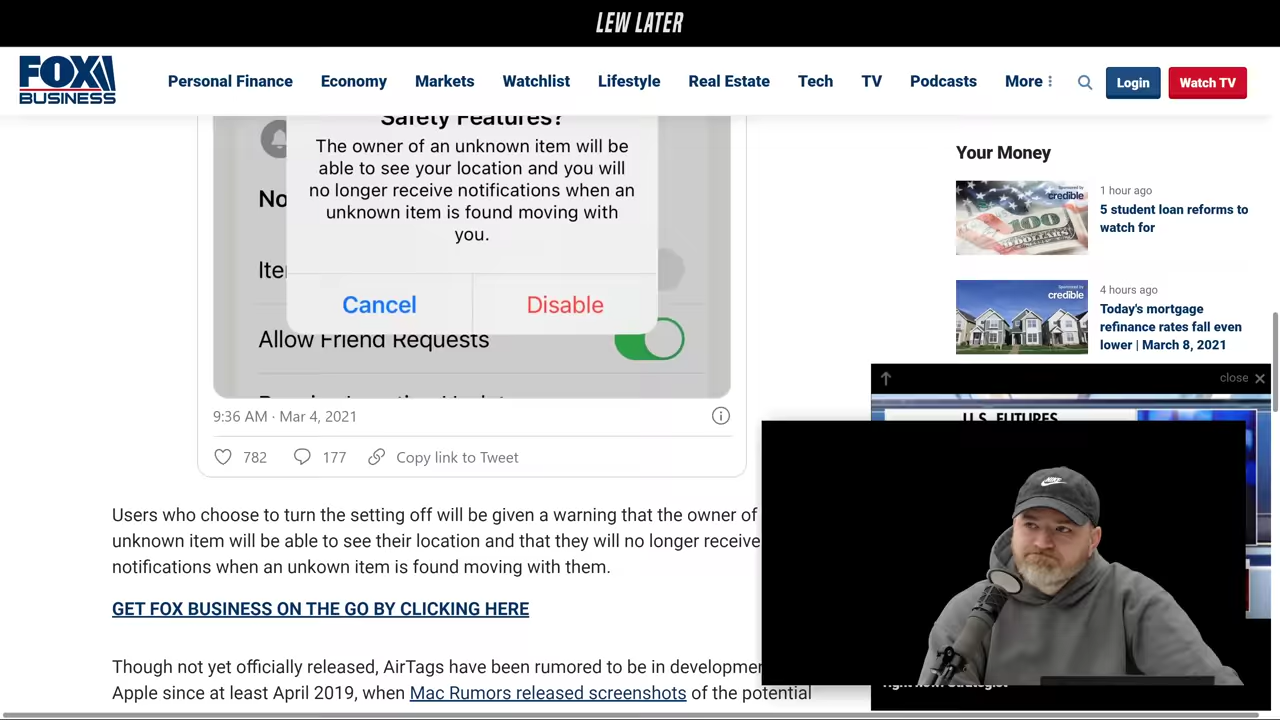 LEW LATER
FOX
BUSINESS
Personal Finance
Economy
Markets
Watchlist
Lifestyle
Real Estate
Tech
TV
Podcasts
More
Login
Watch TV
Safety Features?
The owner of an unknown item will be
able to see your location and you will
no longer receive notifications when an
unknown item is found moving with
you.
No
Ite
Cancel
Disable
Allow Friend Requests
9:36 AM · Mar 4, 2021
782
177
Copy link to Tweet
Users who choose to turn the setting off will be given a warning that the owner of
unknown item will be able to see their location and that they will no longer receive
notifications when an unkown item is found moving with them.
GET FOX BUSINESS ON THE GO BY CLICKING HERE
Though not yet officially released, AirTags have been rumored to be in developmen
Apple since at least April 2019, when Mac Rumors released screenshots of the potential
Your Money
Sponsored by
credible
100
1 hour ago
5 student loan reforms to
watch for
Sponsored by
credible
4 hours ago
Today's mortgage
refinance rates fall even
lower | March 8, 2021
close
U.S. FUTURES
NIKE